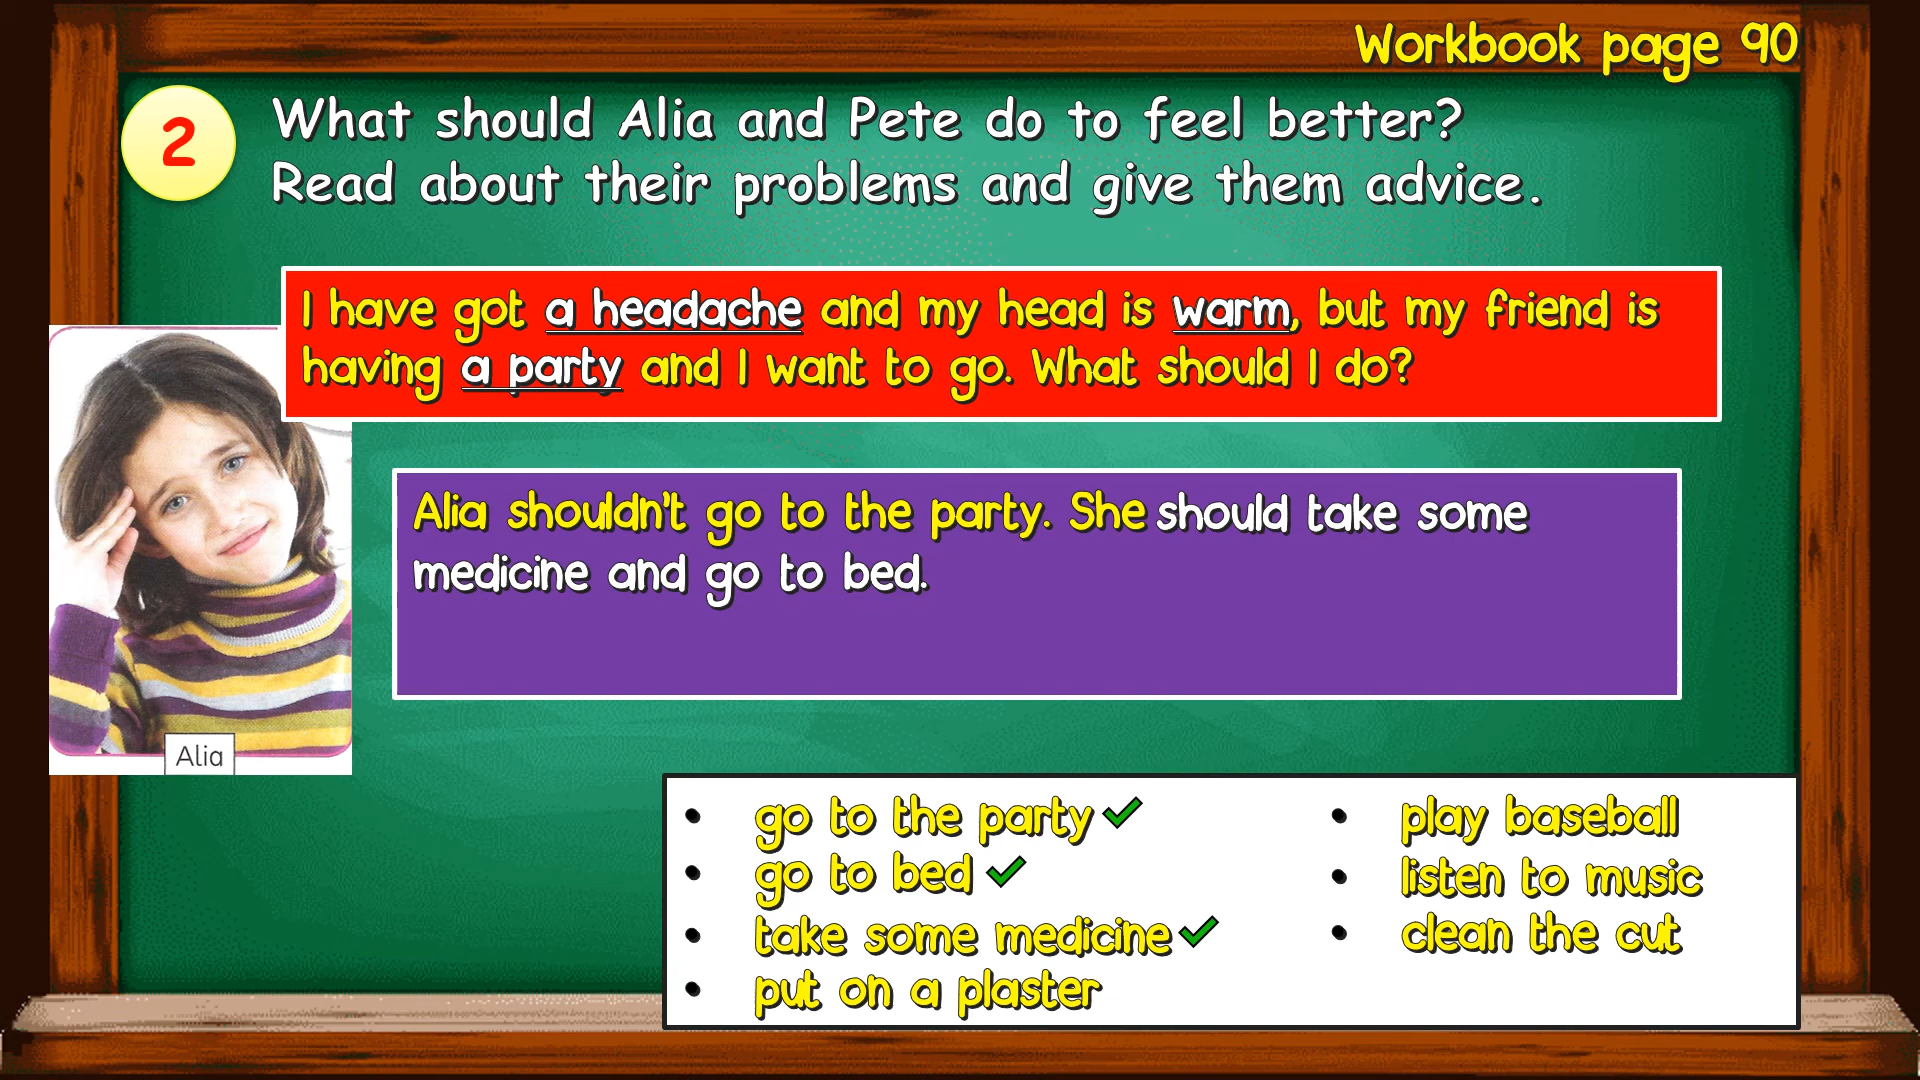 Workbook page 90
2
What should Alia and Pete do to feel better?
Read about their problems and give them advice.
I have got a headache and my head is warm, but my friend is
having a party and I want to go. What should I do?
Alia shouldn't go to the party. She should take some
medicine and go to bed.
Alia
• go to the party ✓
• go to bed ✓
• take some medicine ✓
• put on a plaster
• play baseball
• listen to music
• clean the cut